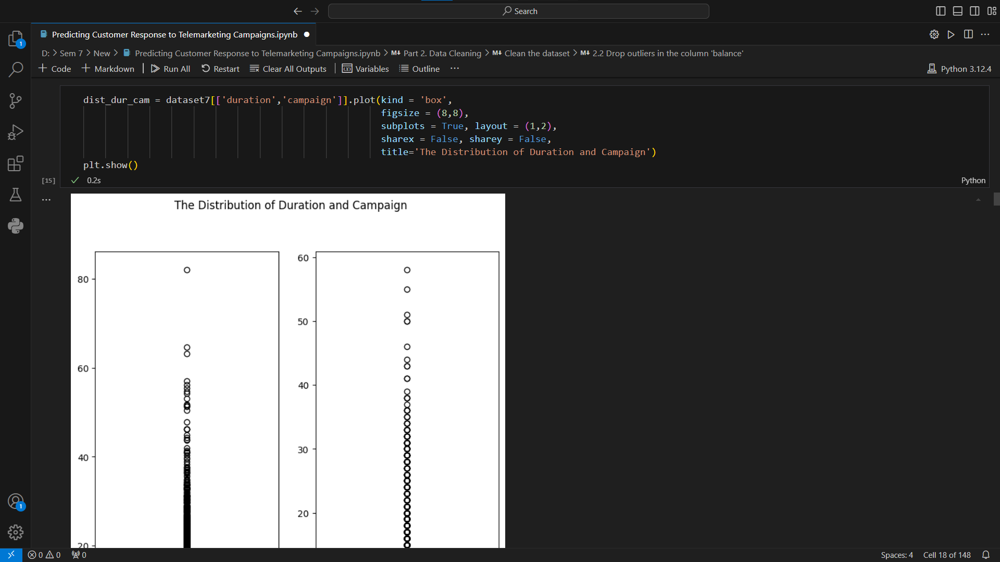 Search
Predicting Customer Response to Telemarketing Campaigns.ipynb
D: > Sem 7 > New > Predicting Customer Response to Telemarketing Campaigns.ipynb > M↓ Part 2. Data Cleaning > M↓ Clean the dataset > M↓ 2.2 Drop outliers in the column 'balance'
+ Code + Markdown | Run All Restart Clear All Outputs | Variables Outline ... Python 3.12.4
dist_dur_cam = dataset7[['duration','campaign']].plot(kind = 'box',
figsize = (8,8),
subplots = True, layout = (1,2),
sharex = False, sharey = False,
title='The Distribution of Duration and Campaign')
plt.show()
[15] 0.2s Python
The Distribution of Duration and Campaign
80
60
40
20
60
50
40
30
20
1
1
0 0 0 Spaces: 4 Cell 18 of 148